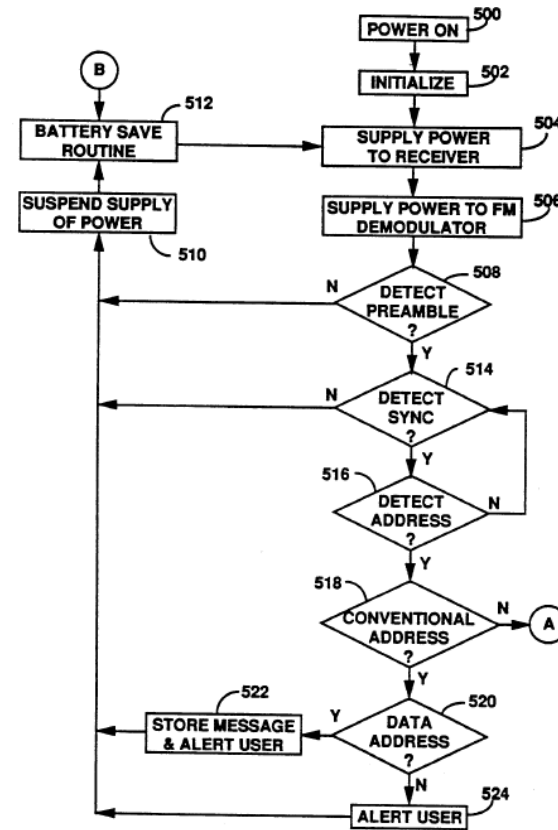 POWER ON
500
INITIALIZE
502
B
512
BATTERY SAVE
ROUTINE
504
SUPPLY POWER
TO RECEIVER
SUSPEND SUPPLY
OF POWER
510
506
SUPPLY POWER TO FM
DEMODULATOR
508
N
DETECT
PREAMBLE
?
Y
514
N
DETECT
SYNC
?
Y
516
DETECT
ADDRESS
?
N
Y
518
CONVENTIONAL
ADDRESS
?
N
A
Y
520
522
STORE MESSAGE
& ALERT USER
Y
DATA
ADDRESS
?
N
ALERT USER
524